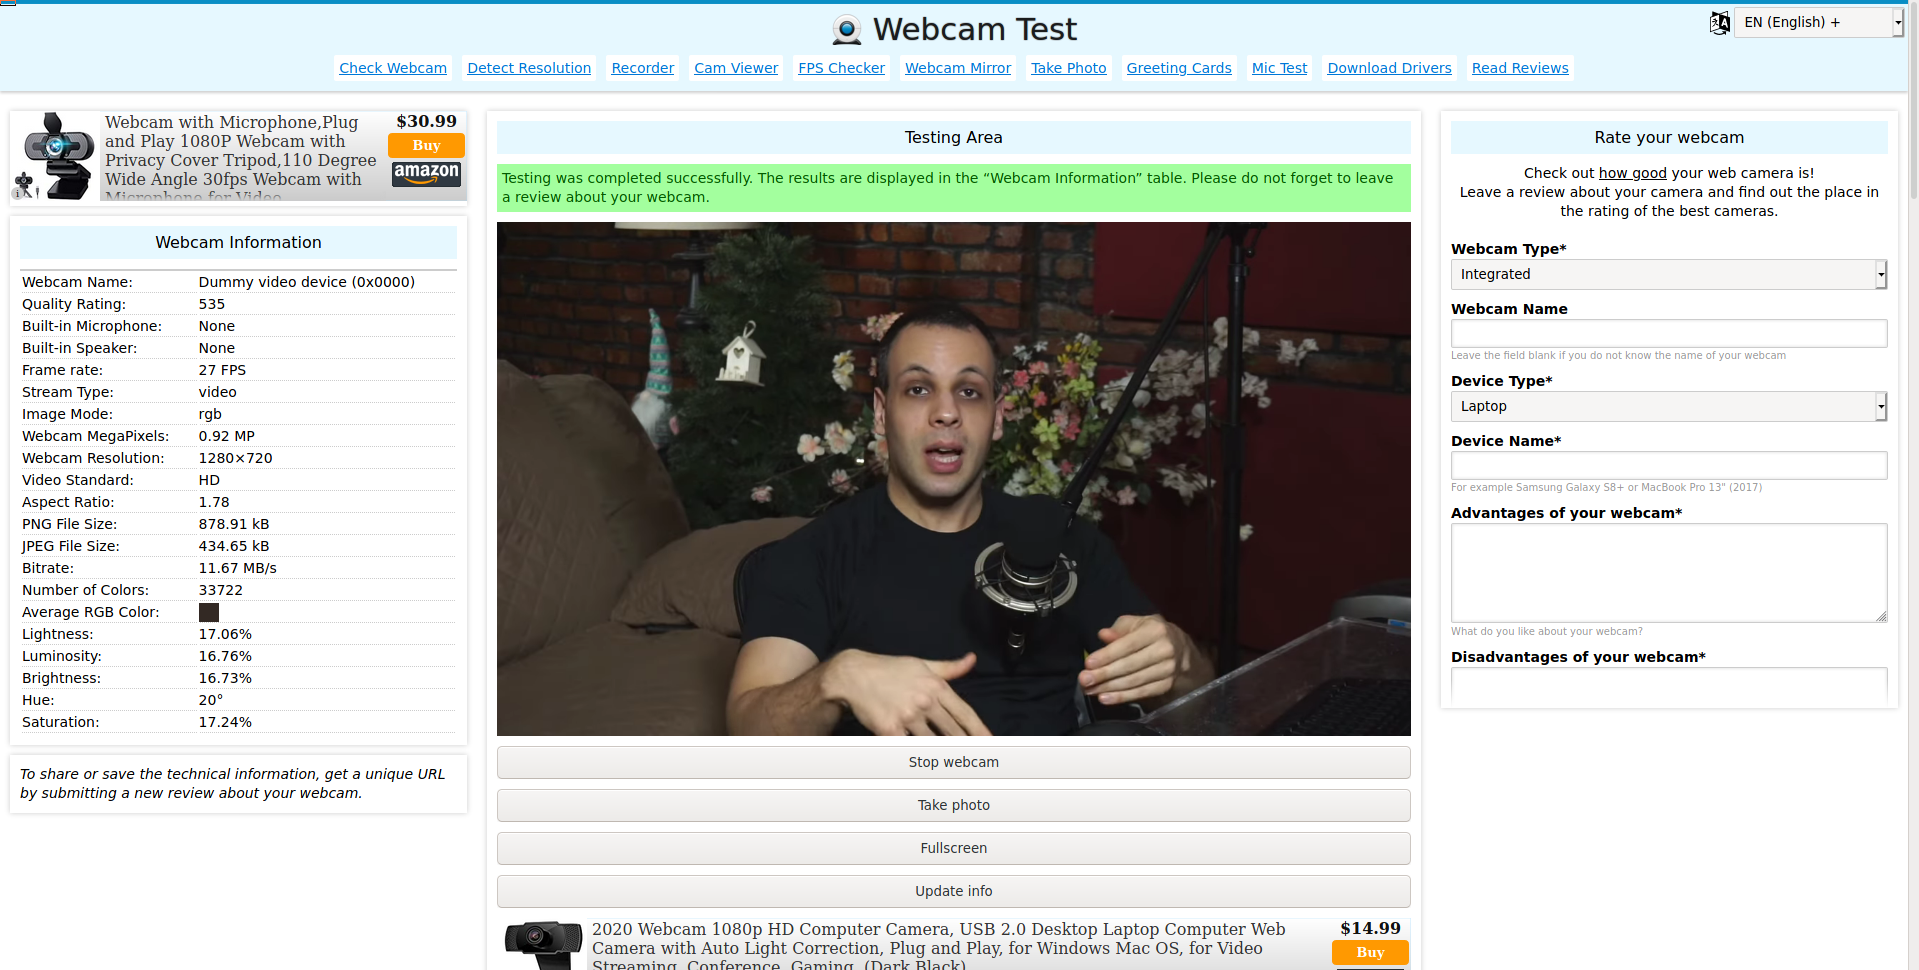 Webcam Test
EN (English) +
Check Webcam
Detect Resolution
Recorder
Cam Viewer
FPS Checker
Webcam Mirror
Take Photo
Greeting Cards
Mic Test
Download Drivers
Read Reviews
Webcam with Microphone,Plug
and Play 1080P Webcam with
Privacy Cover Tripod,110 Degree
Wide Angle 30fps Webcam with
Microphone for Video
$30.99
Buy
amazon
Webcam Information
Webcam Name: Dummy video device (0x0000)
Quality Rating: 535
Built-in Microphone: None
Built-in Speaker: None
Frame rate: 27 FPS
Stream Type: video
Image Mode: rgb
Webcam MegaPixels: 0.92 MP
Webcam Resolution: 1280×720
Video Standard: HD
Aspect Ratio: 1.78
PNG File Size: 878.91 kB
JPEG File Size: 434.65 kB
Bitrate: 11.67 MB/s
Number of Colors: 33722
Average RGB Color:
Lightness: 17.06%
Luminosity: 16.76%
Brightness: 16.73%
Hue: 20°
Saturation: 17.24%
To share or save the technical information, get a unique URL
by submitting a new review about your webcam.
Testing Area
Testing was completed successfully. The results are displayed in the “Webcam Information” table. Please do not forget to leave
a review about your webcam.
Stop webcam
Take photo
Fullscreen
Update info
2020 Webcam 1080p HD Computer Camera, USB 2.0 Desktop Laptop Computer Web
Camera with Auto Light Correction, Plug and Play, for Windows Mac OS, for Video
Streaming, Conference, Gaming, (Dark Black)
$14.99
Buy
Rate your webcam
Check out how good your web camera is!
Leave a review about your camera and find out the place in
the rating of the best cameras.
Webcam Type*
Integrated
Webcam Name
Leave the field blank if you do not know the name of your webcam
Device Type*
Laptop
Device Name*
For example Samsung Galaxy S8+ or MacBook Pro 13" (2017)
Advantages of your webcam*
What do you like about your webcam?
Disadvantages of your webcam*